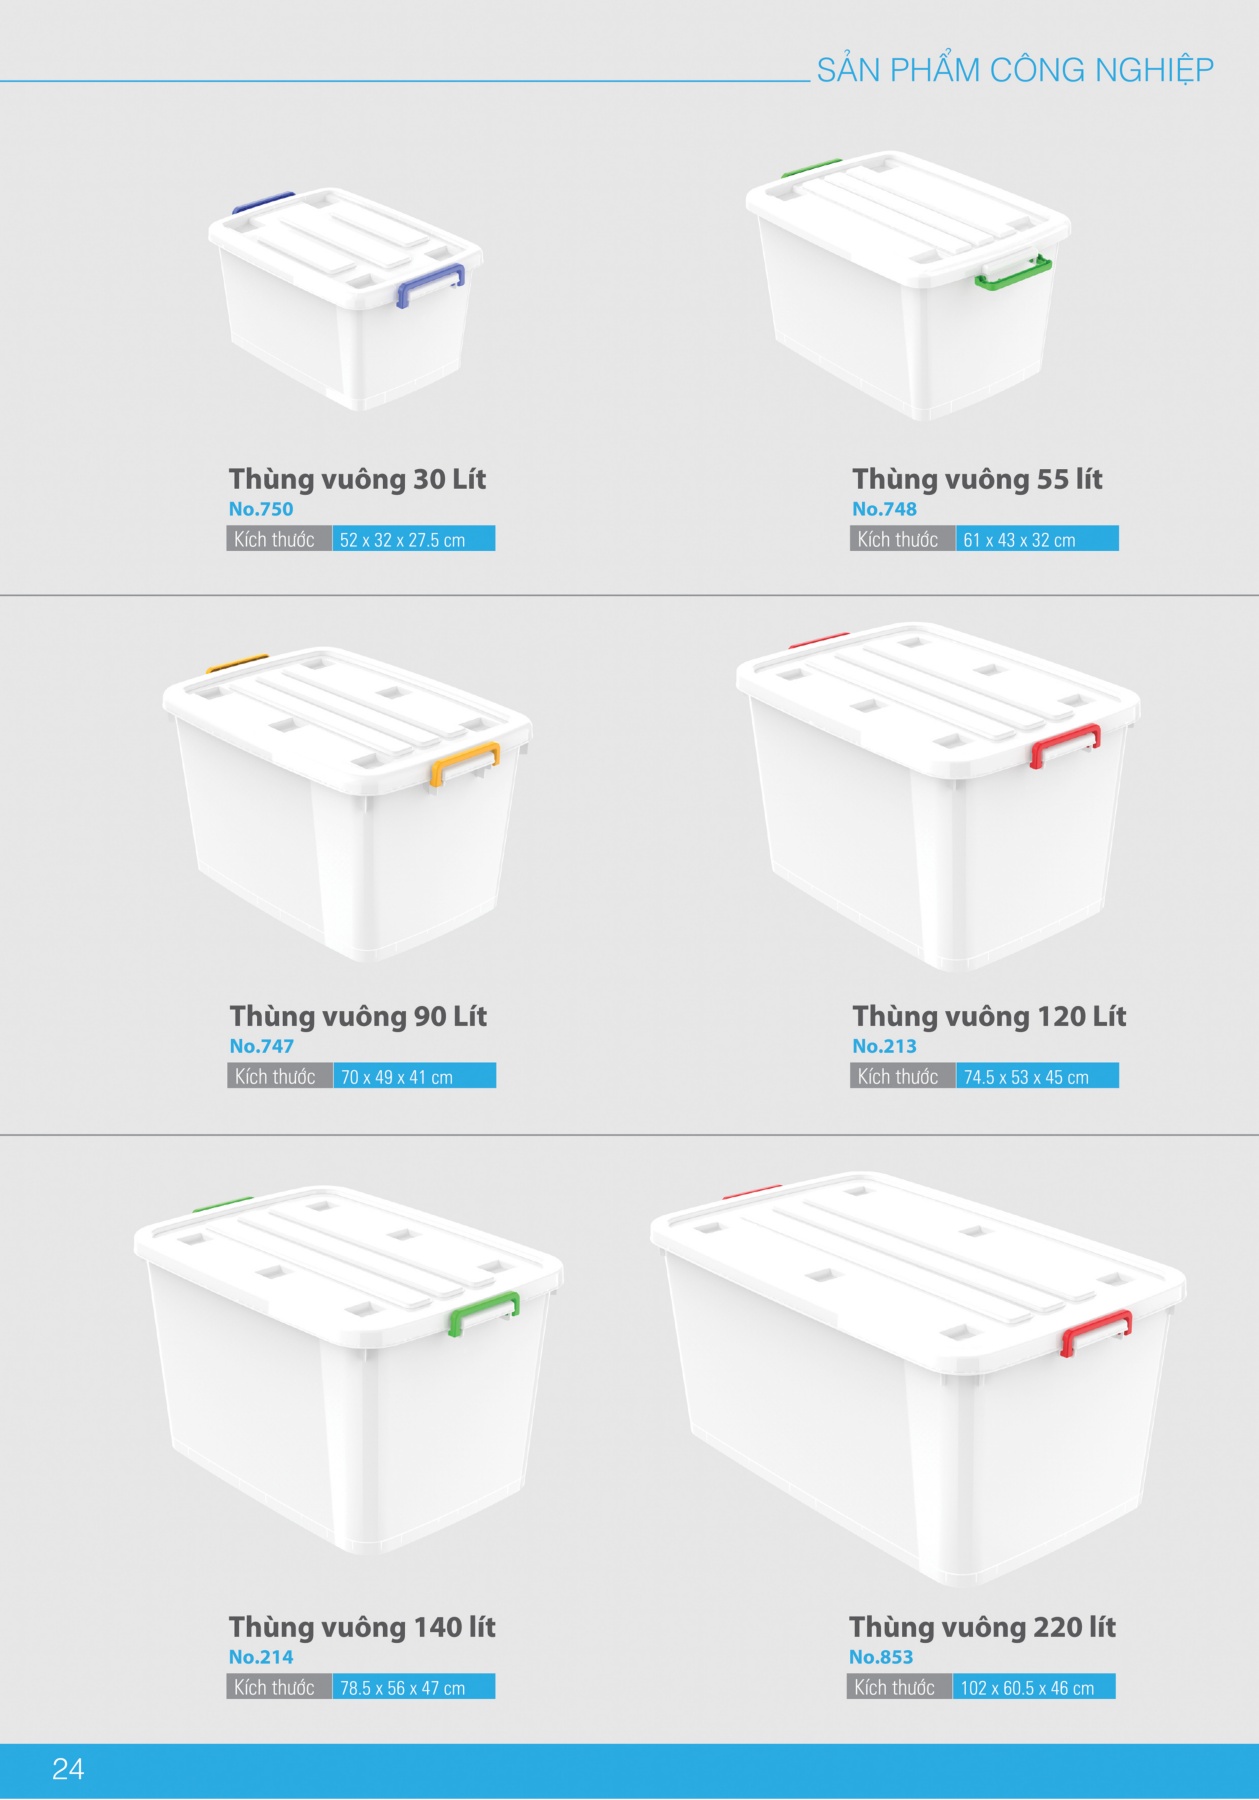 SẢN PHẨM CÔNG NGHIỆP
Thùng vuông 30 Lít
No.750
Kích thước 52 x 32 x 27.5 cm
Thùng vuông 55 lít
No.748
Kích thước 61 x 43 x 32 cm
Thùng vuông 90 Lít
No.747
Kích thước 70 x 49 x 41 cm
Thùng vuông 120 Lít
No.213
Kích thước 74.5 x 53 x 45 cm
Thùng vuông 140 lít
No.214
Kích thước 78.5 x 56 x 47 cm
Thùng vuông 220 lít
No.853
Kích thước 102 x 60.5 x 46 cm
24